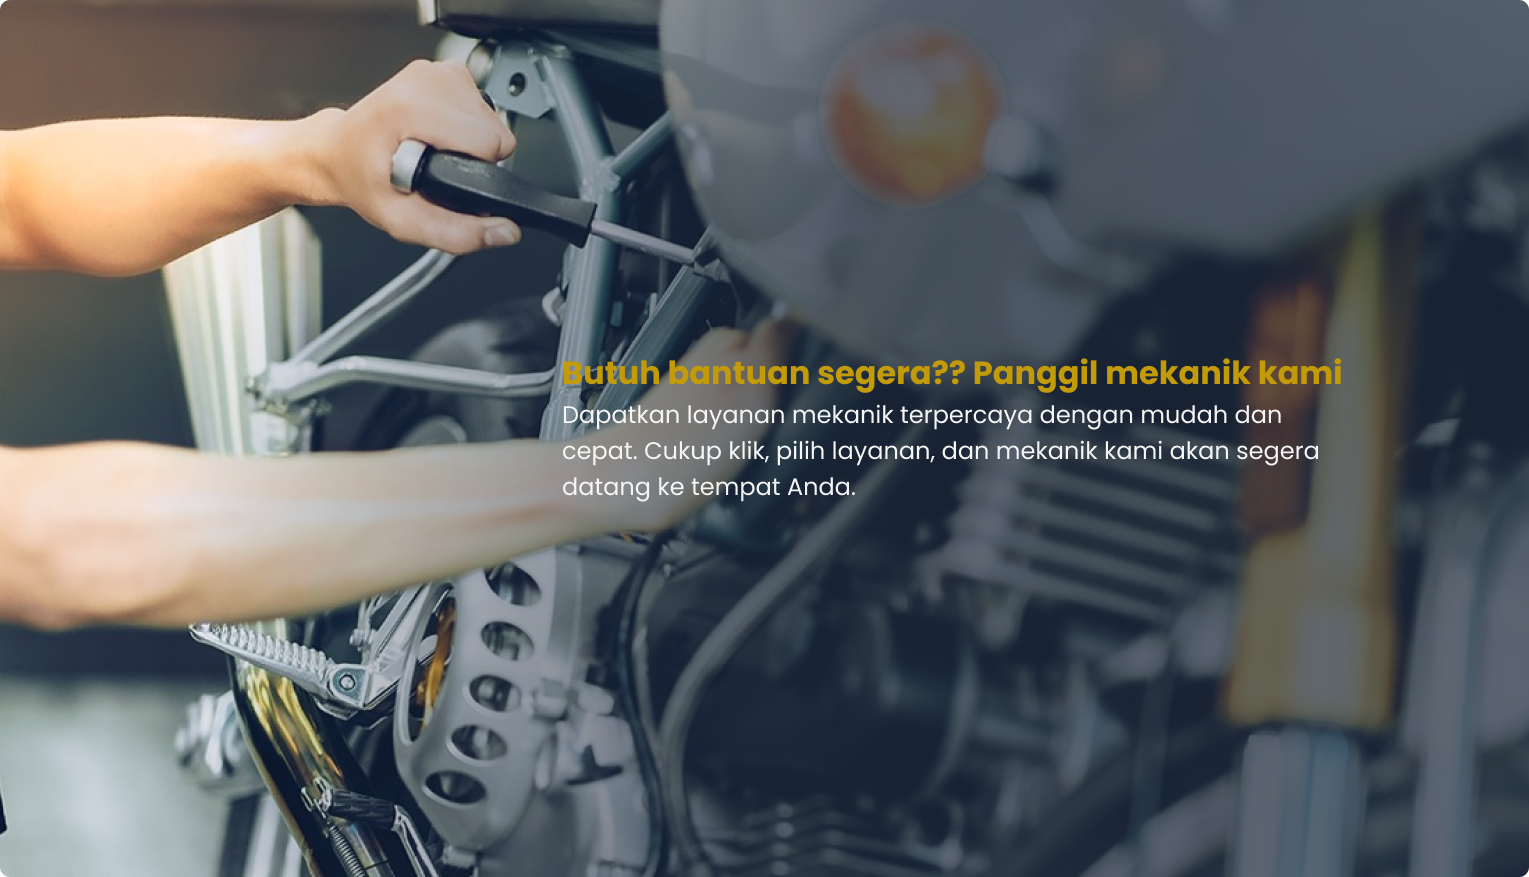 Butuh bantuan segera?? Panggil mekanik kami
Dapatkan layanan mekanik terpercaya dengan mudah dan
cepat. Cukup klik, pilih layanan, dan mekanik kami akan segera
datang ke tempat Anda.